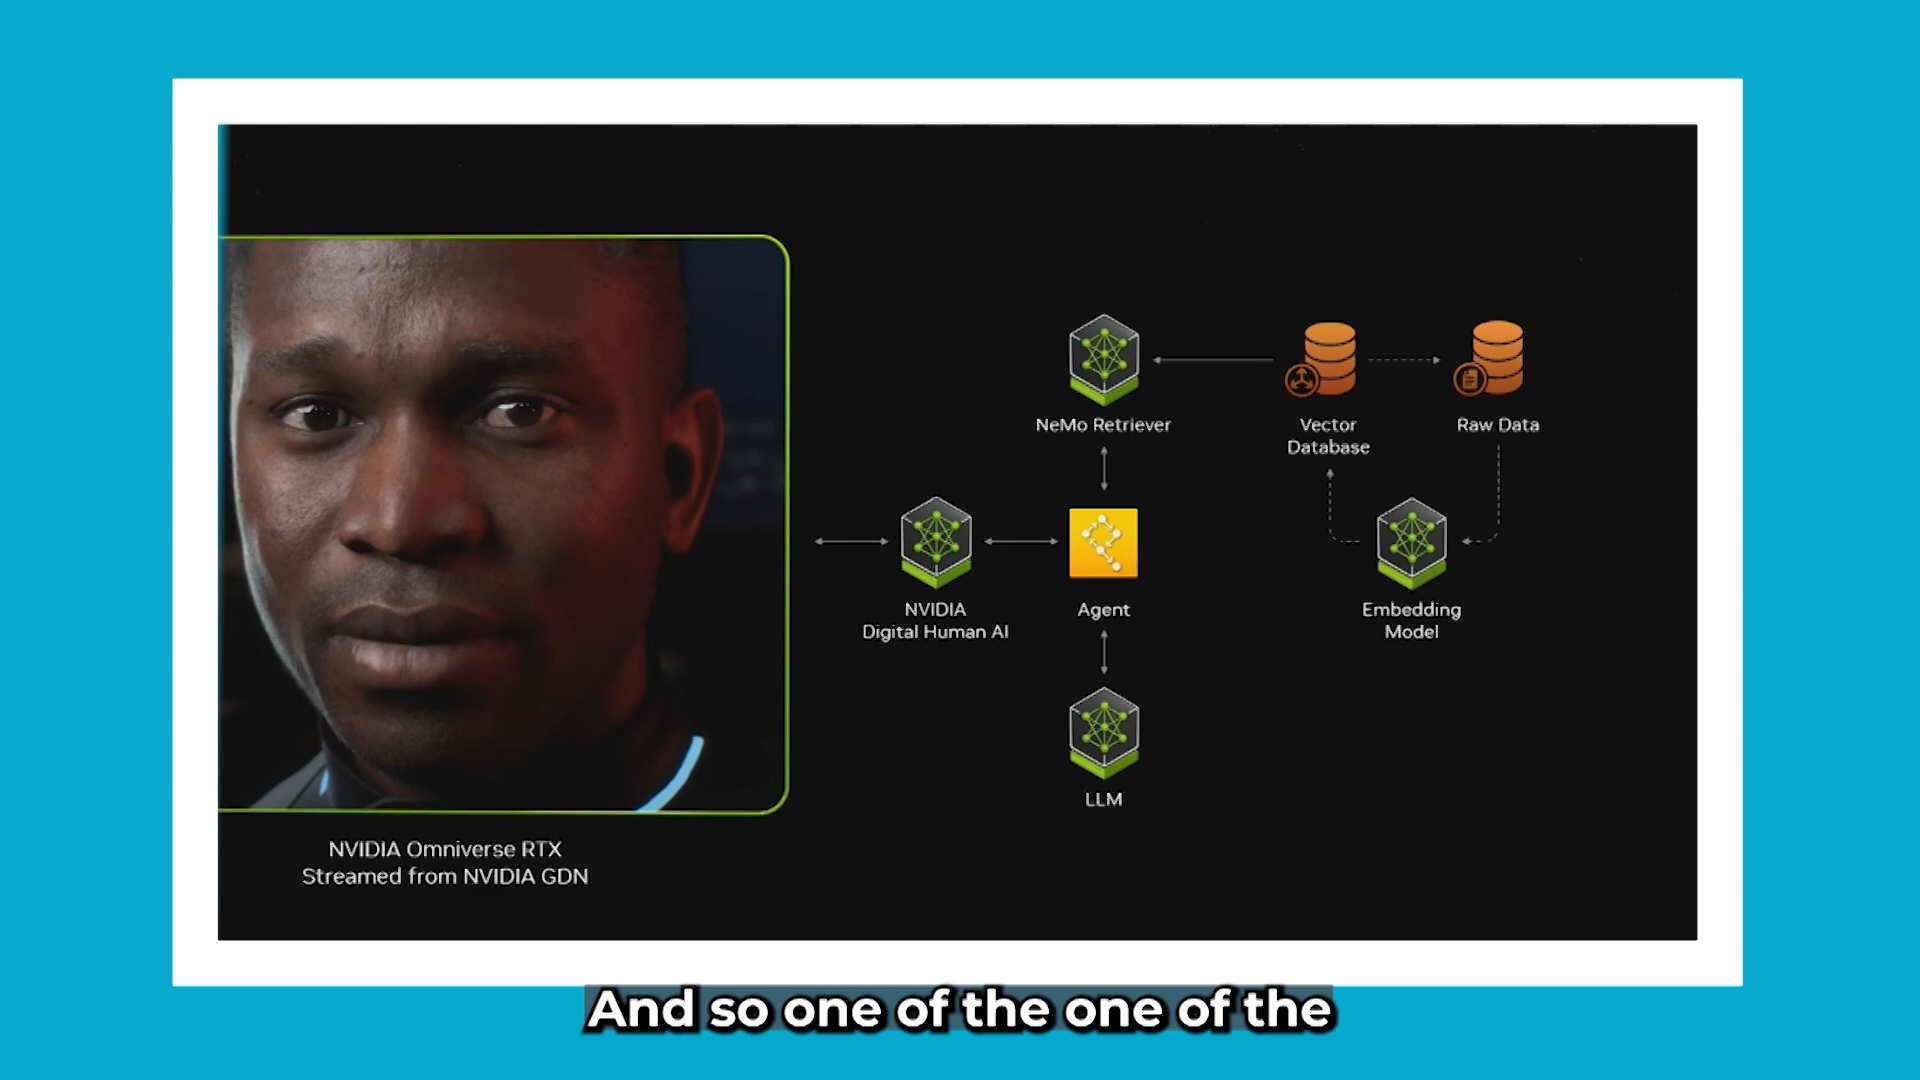 NeMo Retriever
Vector
Database
Raw Data
NVIDIA
Digital Human AI
Agent
Embedding
Model
LLM
NVIDIA Omniverse RTX
Streamed from NVIDIA GDN
And so one of the one of the